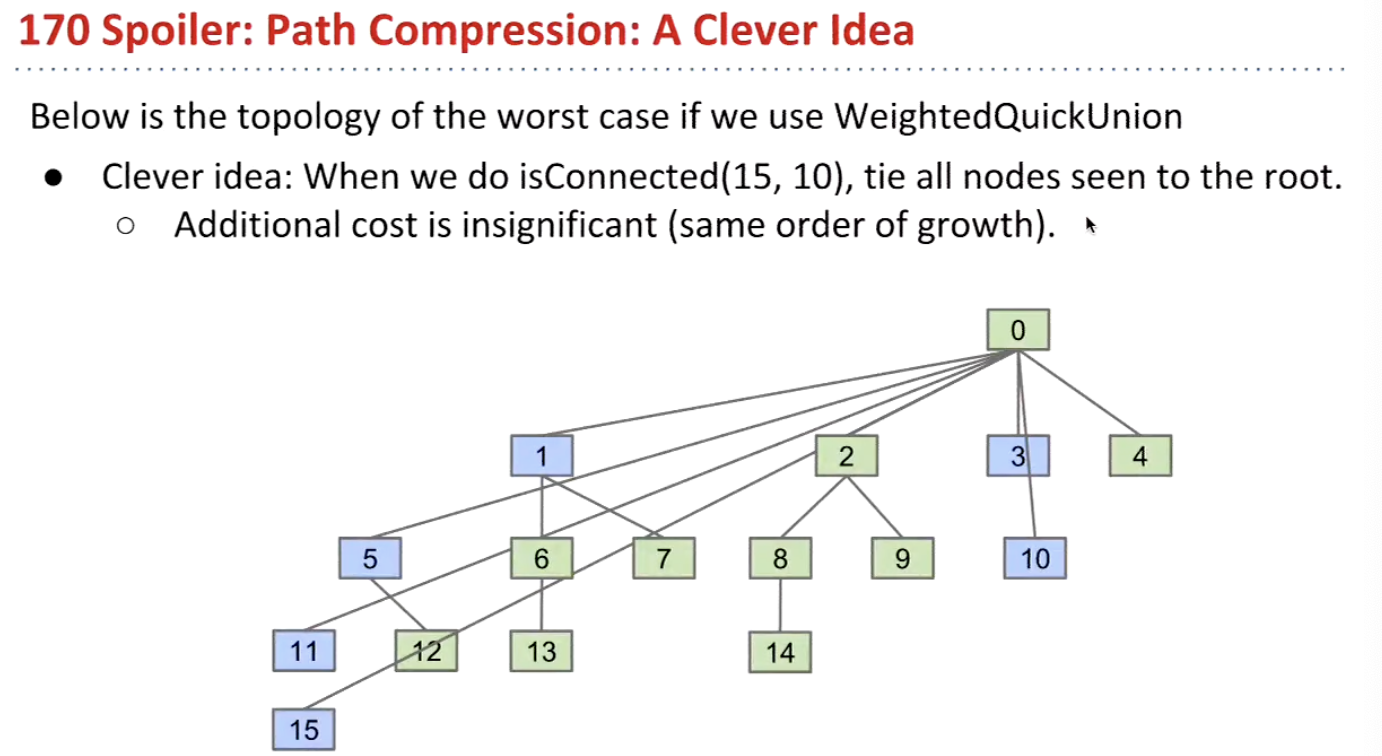 170 Spoiler: Path Compression: A Clever Idea
Below is the topology of the worst case if we use WeightedQuickUnion
● Clever idea: When we do isConnected(15, 10), tie all nodes seen to the root.
○ Additional cost is insignificant (same order of growth).
0
1 2 3 4
5 6 7 8 9 10
11 12 13 14
15